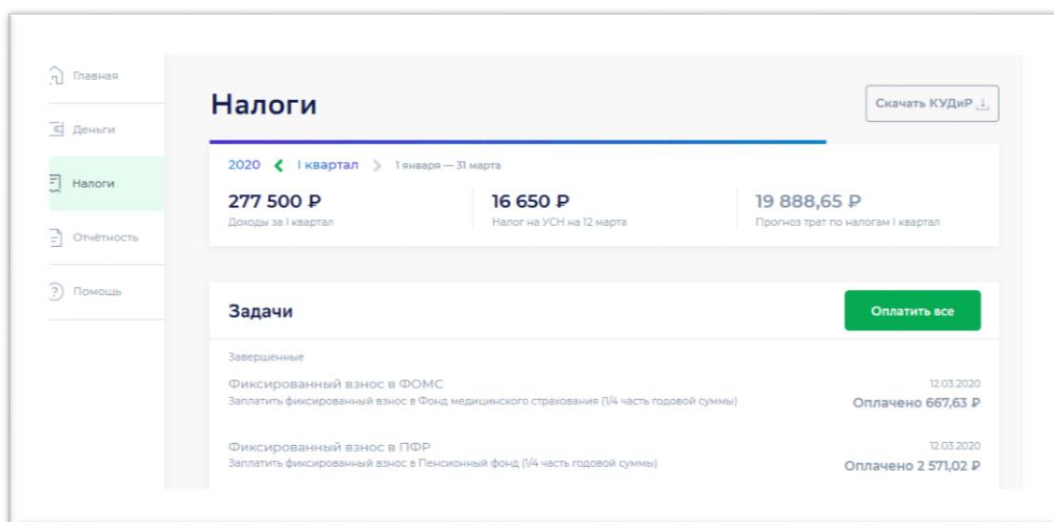 Главная
Деньги
Налоги
Отчётность
Помощь
Налоги
Скачать КУДиР
2020 I квартал 1 января — 31 марта
277 500 ₽
Доходы за I квартал
16 650 ₽
Налог на УСН на 12 марта
19 888,65 ₽
Прогноз трат по налогам I квартал
Задачи
Оплатить все
Завершенные
Фиксированный взнос в ФОМС
12.03.2020
Заплатить фиксированный взнос в Фонд медицинского страхования (1/4 часть годовой суммы)
Оплачено 667,63 ₽
Фиксированный взнос в ПФР
12.03.2020
Заплатить фиксированный взнос в Пенсионный фонд (1/4 часть годовой суммы)
Оплачено 2 571,02 ₽